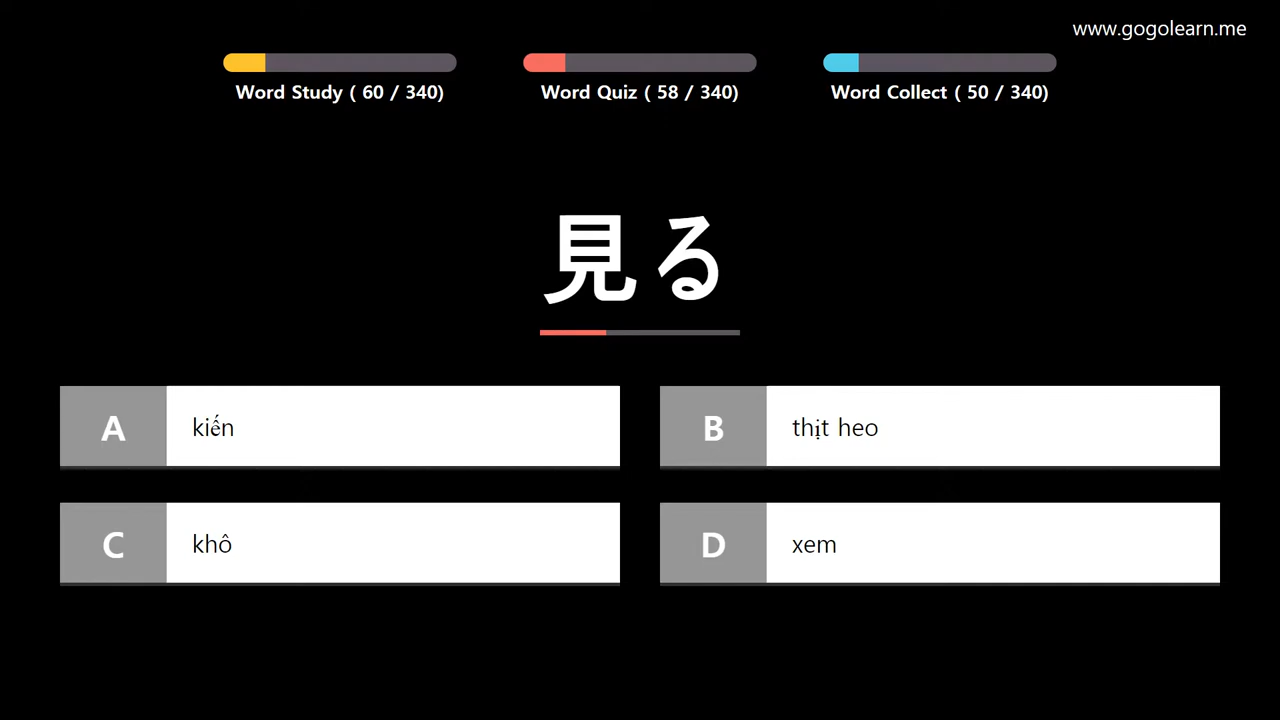 www.gogolearn.me
Word Study ( 60 / 340)
Word Quiz ( 58 / 340)
Word Collect ( 50 / 340)
見る
A kiến
B thịt heo
C khô
D xem